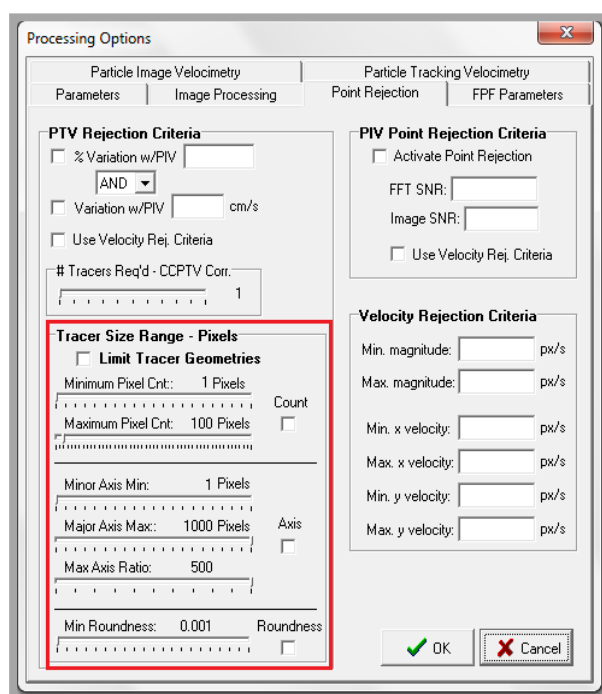 Processing Options
Particle Image Velocimetry
Particle Tracking Velocimetry
Parameters
Image Processing
Point Rejection
FPF Parameters
PTV Rejection Criteria
% Variation w/PIV
AND
Variation w/PIV
cm/s
Use Velocity Rej. Criteria
# Tracers Req'd - CCPTV Corr.
1
Tracer Size Range - Pixels
Limit Tracer Geometries
Minimum Pixel Cnt:: 1 Pixels
Count
Maximum Pixel Cnt: 100 Pixels
Minor Axis Min: 1 Pixels
Major Axis Max:: 1000 Pixels
Axis
Max Axis Ratio: 500
Min Roundness: 0.001
Roundness
PIV Point Rejection Criteria
Activate Point Rejection
FFT SNR:
Image SNR:
Use Velocity Rej. Criteria
Velocity Rejection Criteria
Min. magnitude: px/s
Max. magnitude: px/s
Min. x velocity: px/s
Max. x velocity: px/s
Min. y velocity: px/s
Max. y velocity: px/s
OK
Cancel